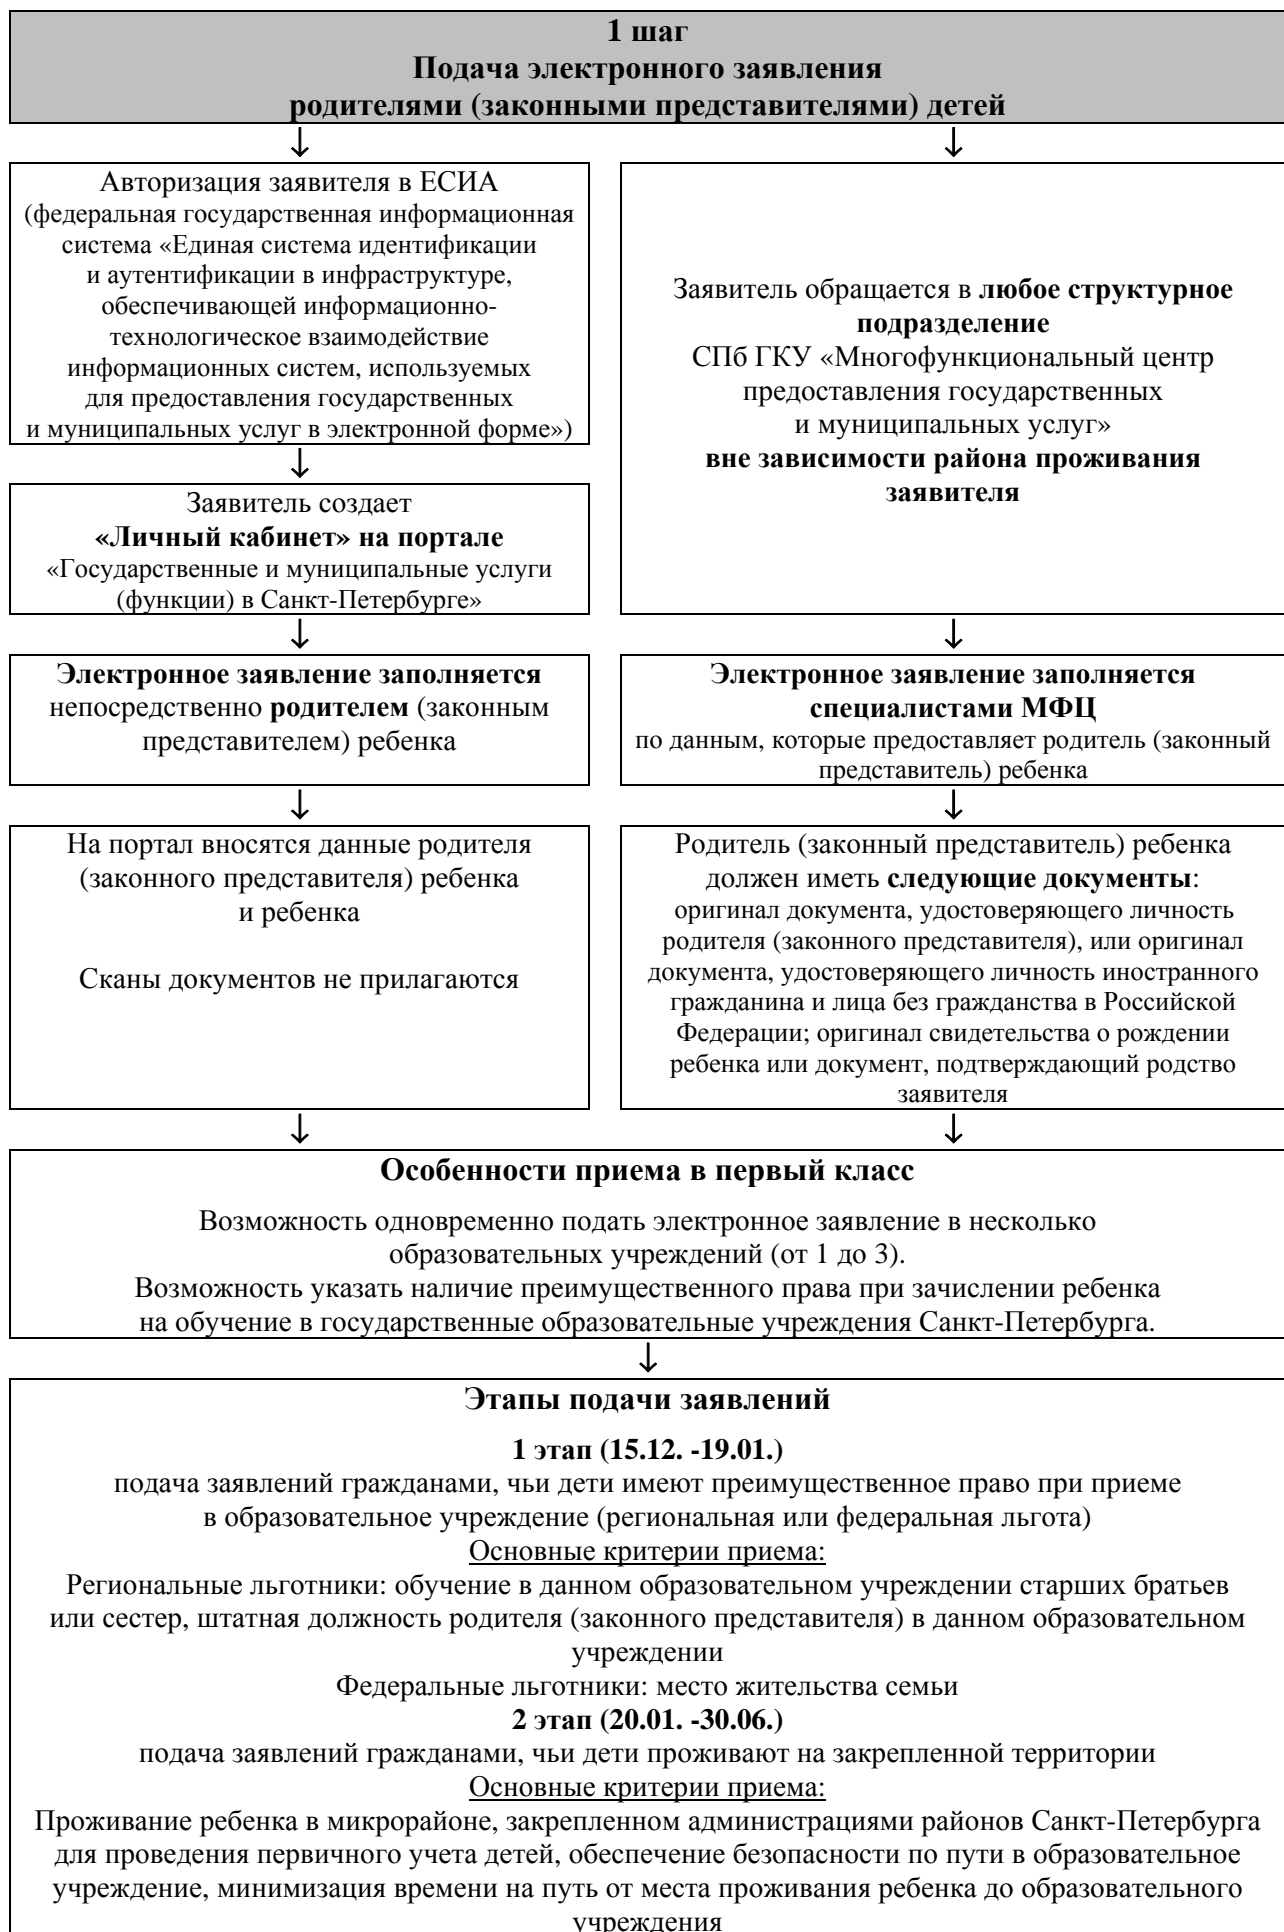 1 шаг
Подача электронного заявления
родителями (законными представителями) детей
↓
↓
Авторизация заявителя в ЕСИА
(федеральная государственная информационная
система «Единая система идентификации
и аутентификации в инфраструктуре,
обеспечивающей информационно-
технологическое взаимодействие
информационных систем, используемых
для предоставления государственных
и муниципальных услуг в электронной форме»)
↓
Заявитель создает
«Личный кабинет» на портале
«Государственные и муниципальные услуги
(функции) в Санкт-Петербурге»
Заявитель обращается в любое структурное
подразделение
СПб ГКУ «Многофункциональный центр
предоставления государственных
и муниципальных услуг»
вне зависимости района проживания
заявителя
↓
↓
Электронное заявление заполняется
непосредственно родителем (законным
представителем) ребенка
Электронное заявление заполняется
специалистами МФЦ
по данным, которые предоставляет родитель (законный
представитель) ребенка
↓
↓
На портал вносятся данные родителя
(законного представителя) ребенка
и ребенка
Сканы документов не прилагаются
Родитель (законный представитель) ребенка
должен иметь следующие документы:
оригинал документа, удостоверяющего личность
родителя (законного представителя), или оригинал
документа, удостоверяющего личность иностранного
гражданина и лица без гражданства в Российской
Федерации; оригинал свидетельства о рождении
ребенка или документ, подтверждающий родство
заявителя
↓
↓
Особенности приема в первый класс
Возможность одновременно подать электронное заявление в несколько
образовательных учреждений (от 1 до 3).
Возможность указать наличие преимущественного права при зачислении ребенка
на обучение в государственные образовательные учреждения Санкт-Петербурга.
↓
Этапы подачи заявлений
1 этап (15.12. -19.01.)
подача заявлений гражданами, чьи дети имеют преимущественное право при приеме
в образовательное учреждение (региональная или федеральная льгота)
Основные критерии приема:
Региональные льготники: обучение в данном образовательном учреждении старших братьев
или сестер, штатная должность родителя (законного представителя) в данном образовательном
учреждении
Федеральные льготники: место жительства семьи
2 этап (20.01. -30.06.)
подача заявлений гражданами, чьи дети проживают на закрепленной территории
Основные критерии приема:
Проживание ребенка в микрорайоне, закрепленном администрациями районов Санкт-Петербурга
для проведения первичного учета детей, обеспечение безопасности по пути в образовательное
учреждение, минимизация времени на путь от места проживания ребенка до образовательного
учреждения